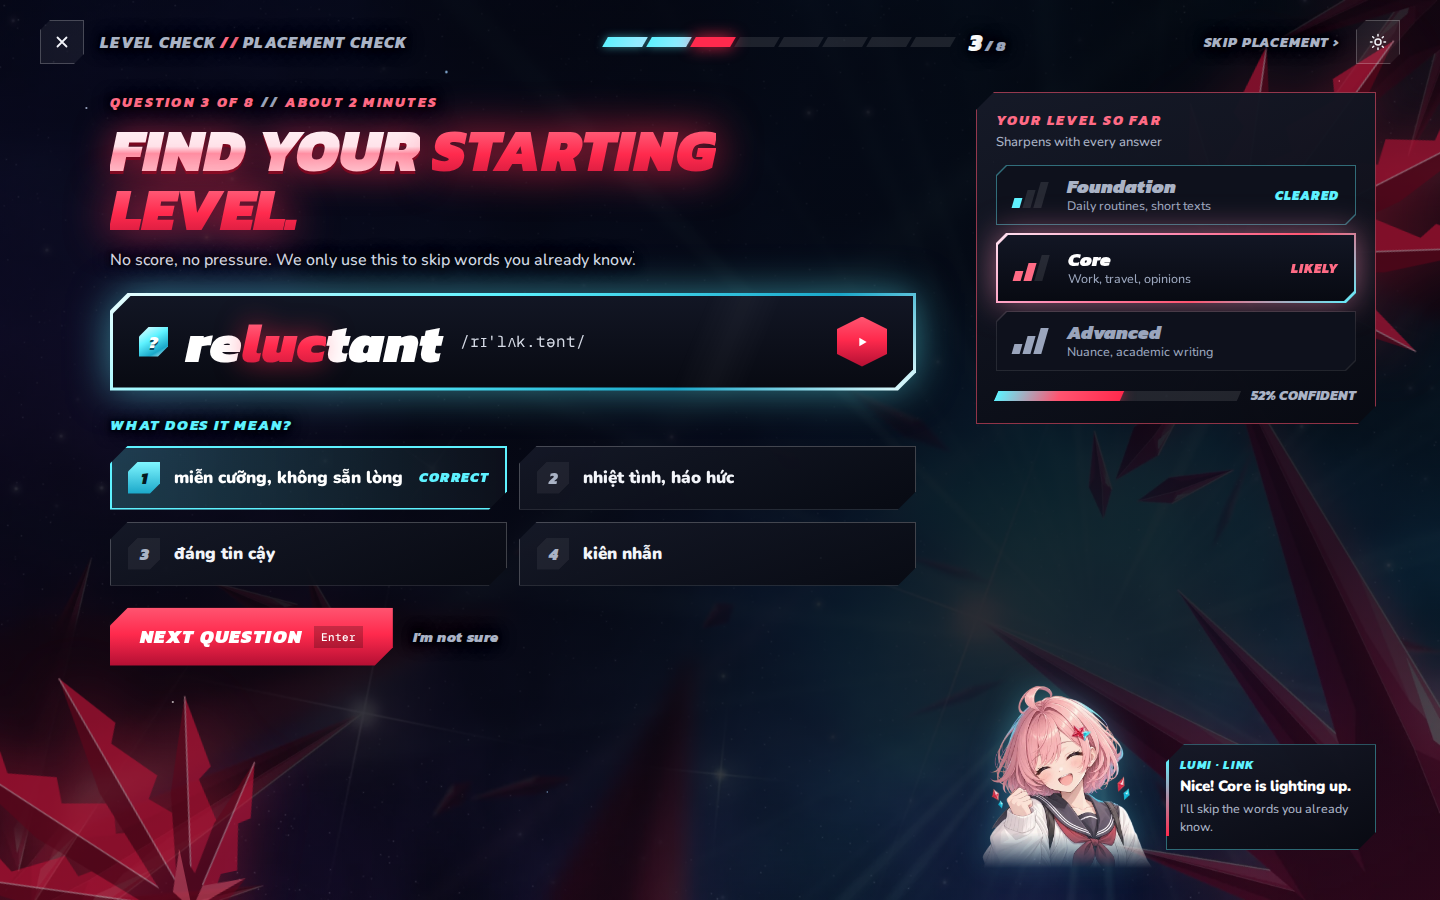 LEVEL CHECK // PLACEMENT CHECK
3 / 8
SKIP PLACEMENT >
QUESTION 3 OF 8 // ABOUT 2 MINUTES
FIND YOUR STARTING
LEVEL.
No score, no pressure. We only use this to skip words you already know.
? reluctant /rɪˈlʌk.tənt/
WHAT DOES IT MEAN?
1 miễn cưỡng, không sẵn lòng CORRECT
2 nhiệt tình, háo hức
3 đáng tin cậy
4 kiên nhẫn
NEXT QUESTION Enter
I'm not sure
YOUR LEVEL SO FAR
Sharpens with every answer
Foundation
Daily routines, short texts
CLEARED
Core
Work, travel, opinions
LIKELY
Advanced
Nuance, academic writing
52% CONFIDENT
LUMI · LINK
Nice! Core is lighting up.
I'll skip the words you already
know.